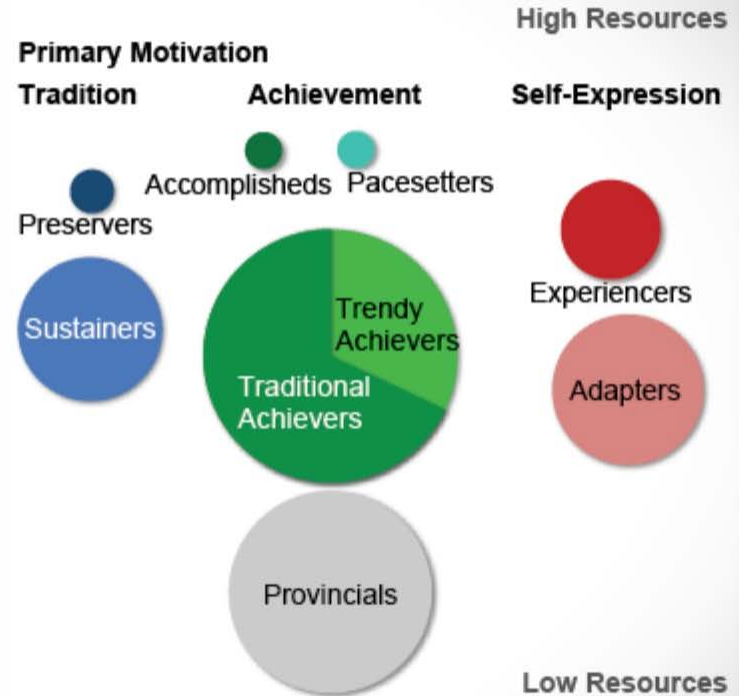 High Resources
Primary Motivation
Tradition
Achievement
Self-Expression
Accomplisheds
Pacesetters
Preservers
Experiencers
Sustainers
Trendy
Achievers
Traditional
Achievers
Adapters
Provincials
Low Resources